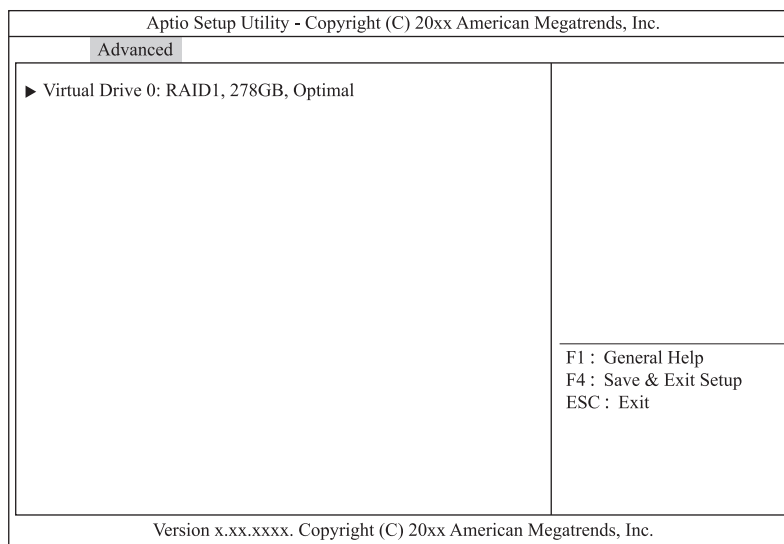 Aptio Setup Utility - Copyright (C) 20xx American Megatrends, Inc.
Advanced
▶ Virtual Drive 0: RAID1, 278GB, Optimal
F1 : General Help
F4 : Save & Exit Setup
ESC : Exit
Version x.xx.xxxx. Copyright (C) 20xx American Megatrends, Inc.